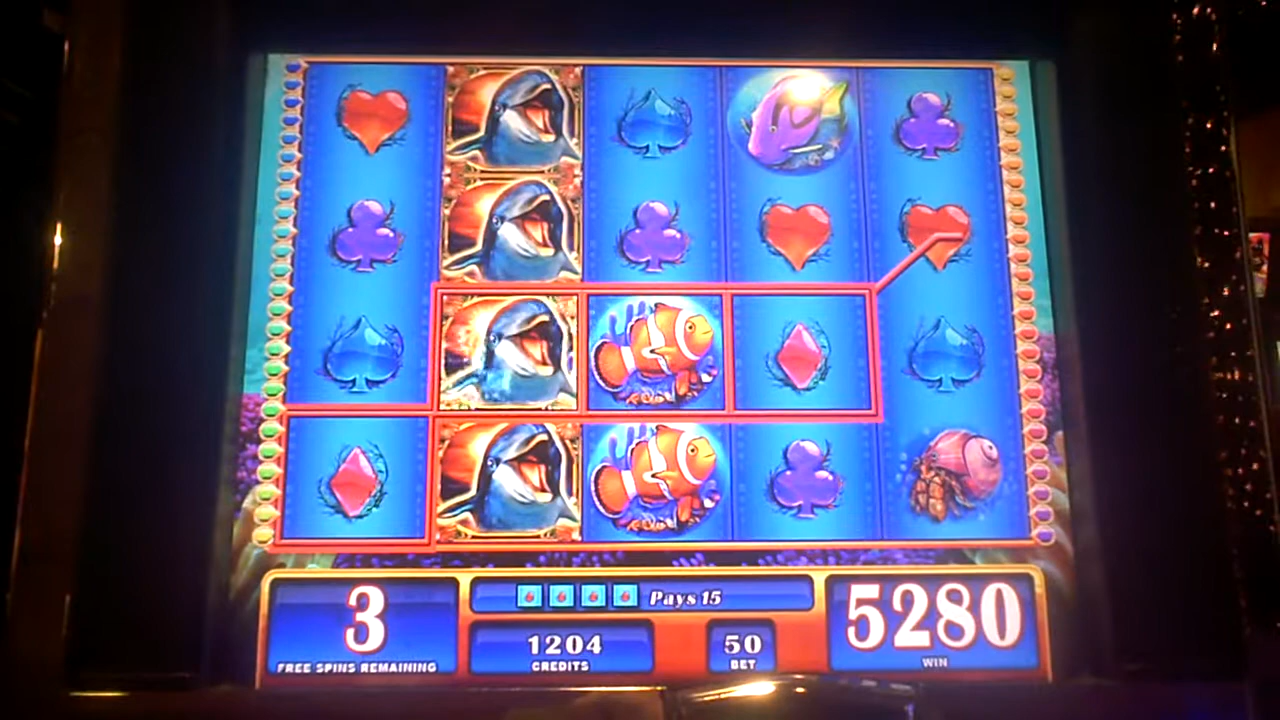 3
FREE SPINS REMAINING
Pays 15
1204
CREDITS
50
BET
5280
WIN